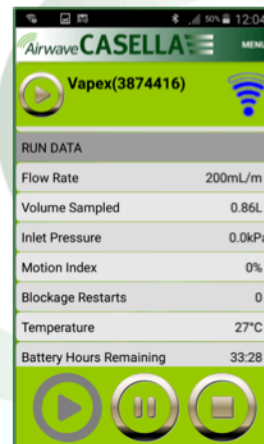 50% 12:04
Airwave CASELLA MENU
Vapex(3874416)
RUN DATA
Flow Rate 200mL/m
Volume Sampled 0.86L
Inlet Pressure 0.0kPa
Motion Index 0%
Blockage Restarts 0
Temperature 27°C
Battery Hours Remaining 33:28